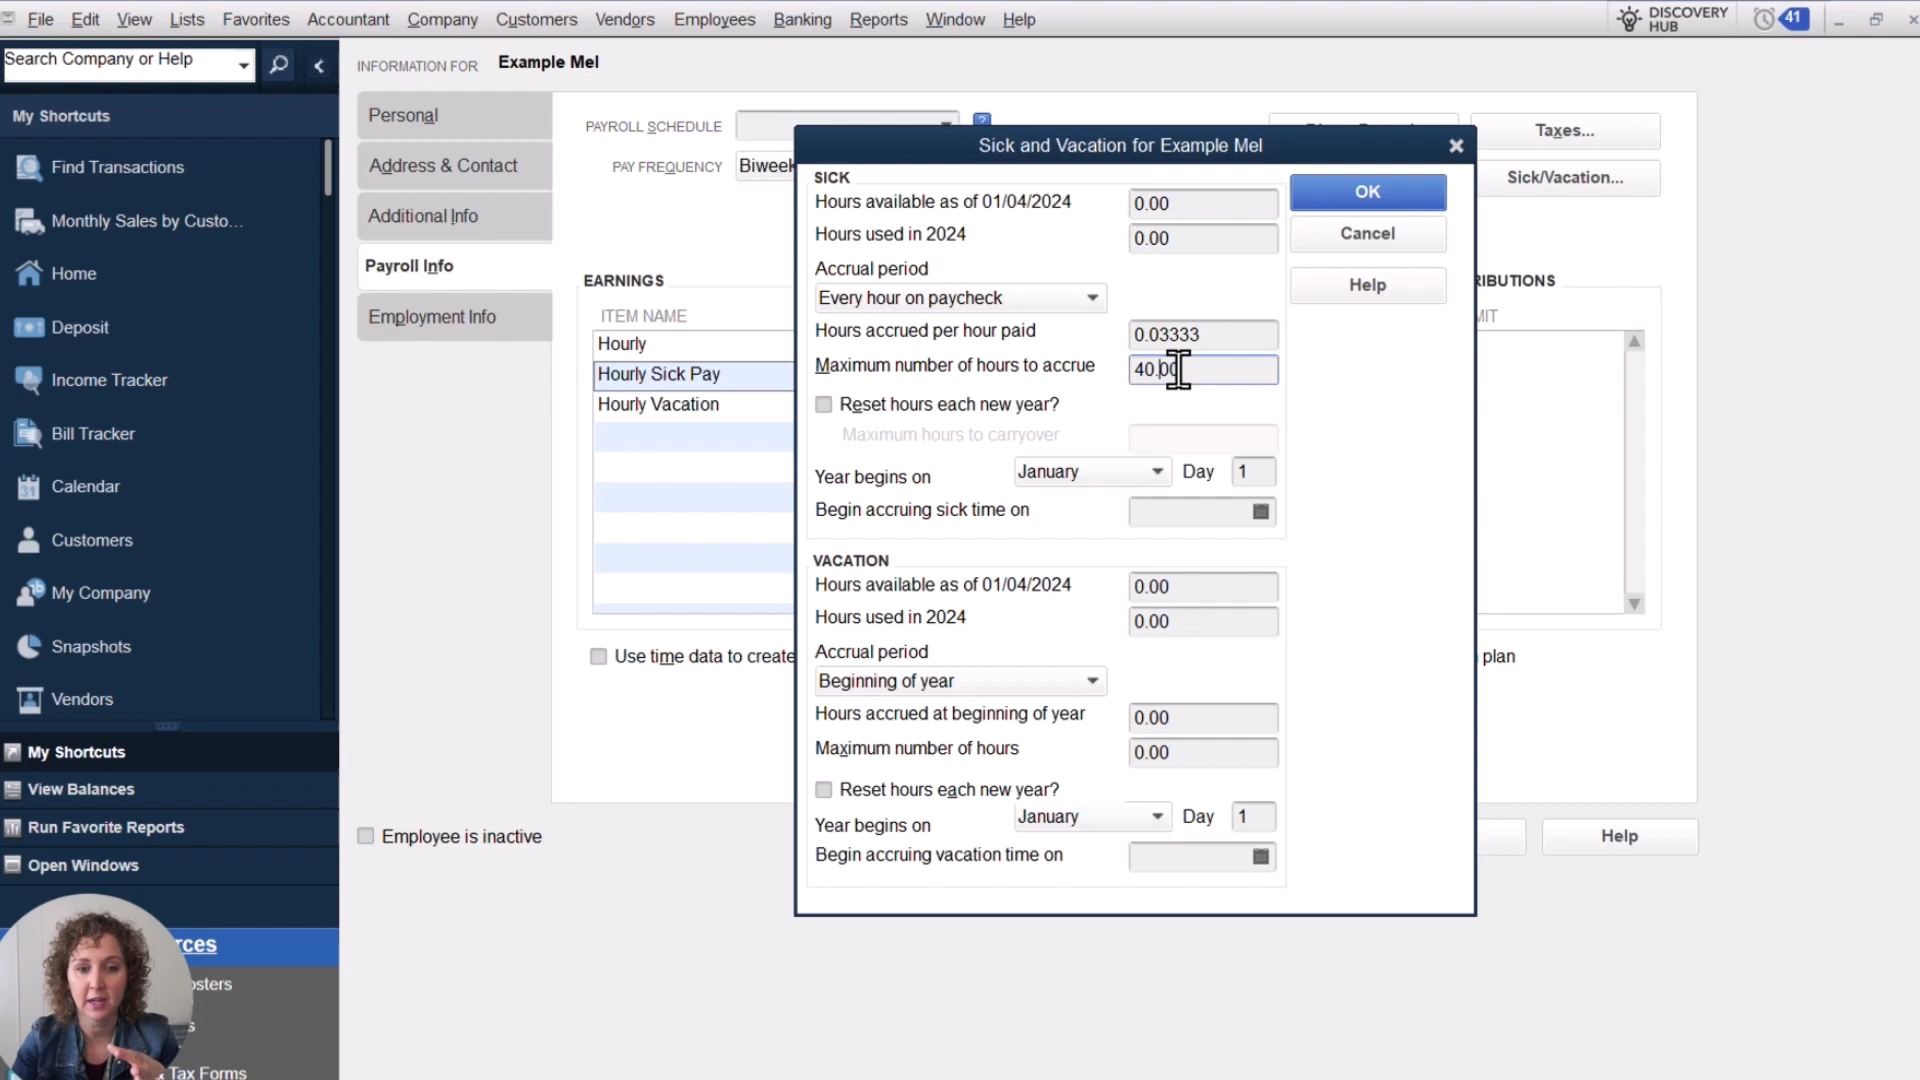 File Edit View Lists Favorites Accountant Company Customers Vendors Employees Banking Reports Window Help
DISCOVERY HUB
41
Search Company or Help
My Shortcuts
Find Transactions
Monthly Sales by Custo...
Home
Deposit
Income Tracker
Bill Tracker
Calendar
31
Customers
My Company
Snapshots
Vendors
My Shortcuts
View Balances
Run Favorite Reports
Open Windows
INFORMATION FOR Example Mel
Personal
Address & Contact
Additional Info
Payroll Info
Employment Info
PAYROLL SCHEDULE
?
PAY FREQUENCY Biweek
Taxes...
Sick/Vacation...
EARNINGS
ITEM NAME
Hourly
Hourly Sick Pay
Hourly Vacation
Use time data to create
plan
Employee is inactive
Help
Sick and Vacation for Example Mel
SICK
Hours available as of 01/04/2024 0.00
Hours used in 2024 0.00
Accrual period
Every hour on paycheck
Hours accrued per hour paid 0.03333
Maximum number of hours to accrue 40.00
Reset hours each new year?
Maximum hours to carryover
Year begins on January Day 1
Begin accruing sick time on
VACATION
Hours available as of 01/04/2024 0.00
Hours used in 2024 0.00
Accrual period
Beginning of year
Hours accrued at beginning of year 0.00
Maximum number of hours 0.00
Reset hours each new year?
Year begins on January Day 1
Begin accruing vacation time on
OK
Cancel
Help
Tax Forms